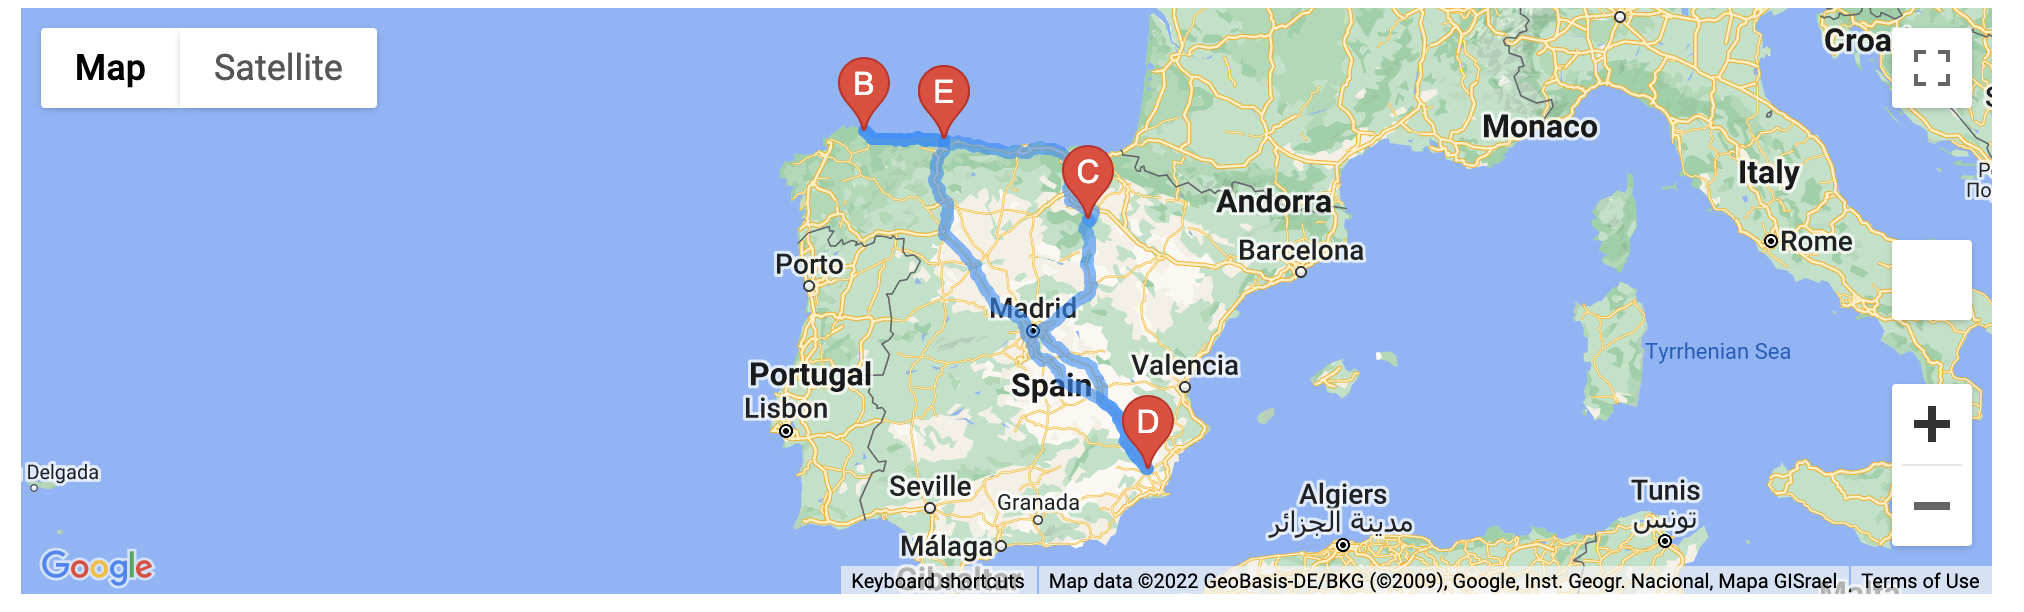 Map
Satellite
Croa
B
E
Monaco
C
Italy
Andorra
Barcelona
Rome
Porto
Madrid
Tyrrhenian Sea
Valencia
Portugal
Spain
Lisbon
D
Delgada
Seville
Granada
Algiers
مدينة الجزائر
Tunis
تونس
Málaga
Gibraltar
Google
Keyboard shortcuts
Map data ©2022 GeoBasis-DE/BKG (©2009), Google, Inst. Geogr. Nacional, Mapa GISrael
Terms of Use
Malta